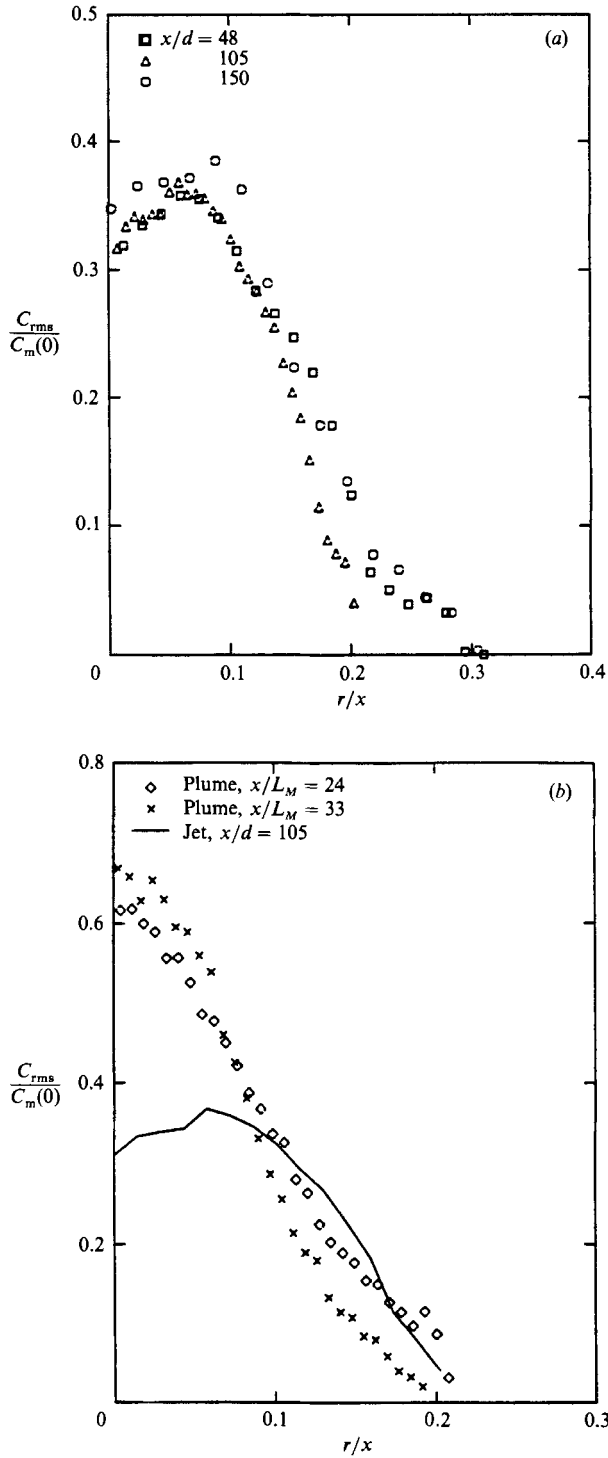 0.5
x/d = 48
105
150
(a)
0.4
0.3
C_rms
C_m(0)
0.2
0.1
0
0.1
0.2
0.3
0.4
r/x
0.8
Plume, x/L_M = 24
Plume, x/L_M = 33
Jet, x/d = 105
(b)
0.6
C_rms
C_m(0)
0.4
0.2
0
0.1
0.2
0.3
r/x